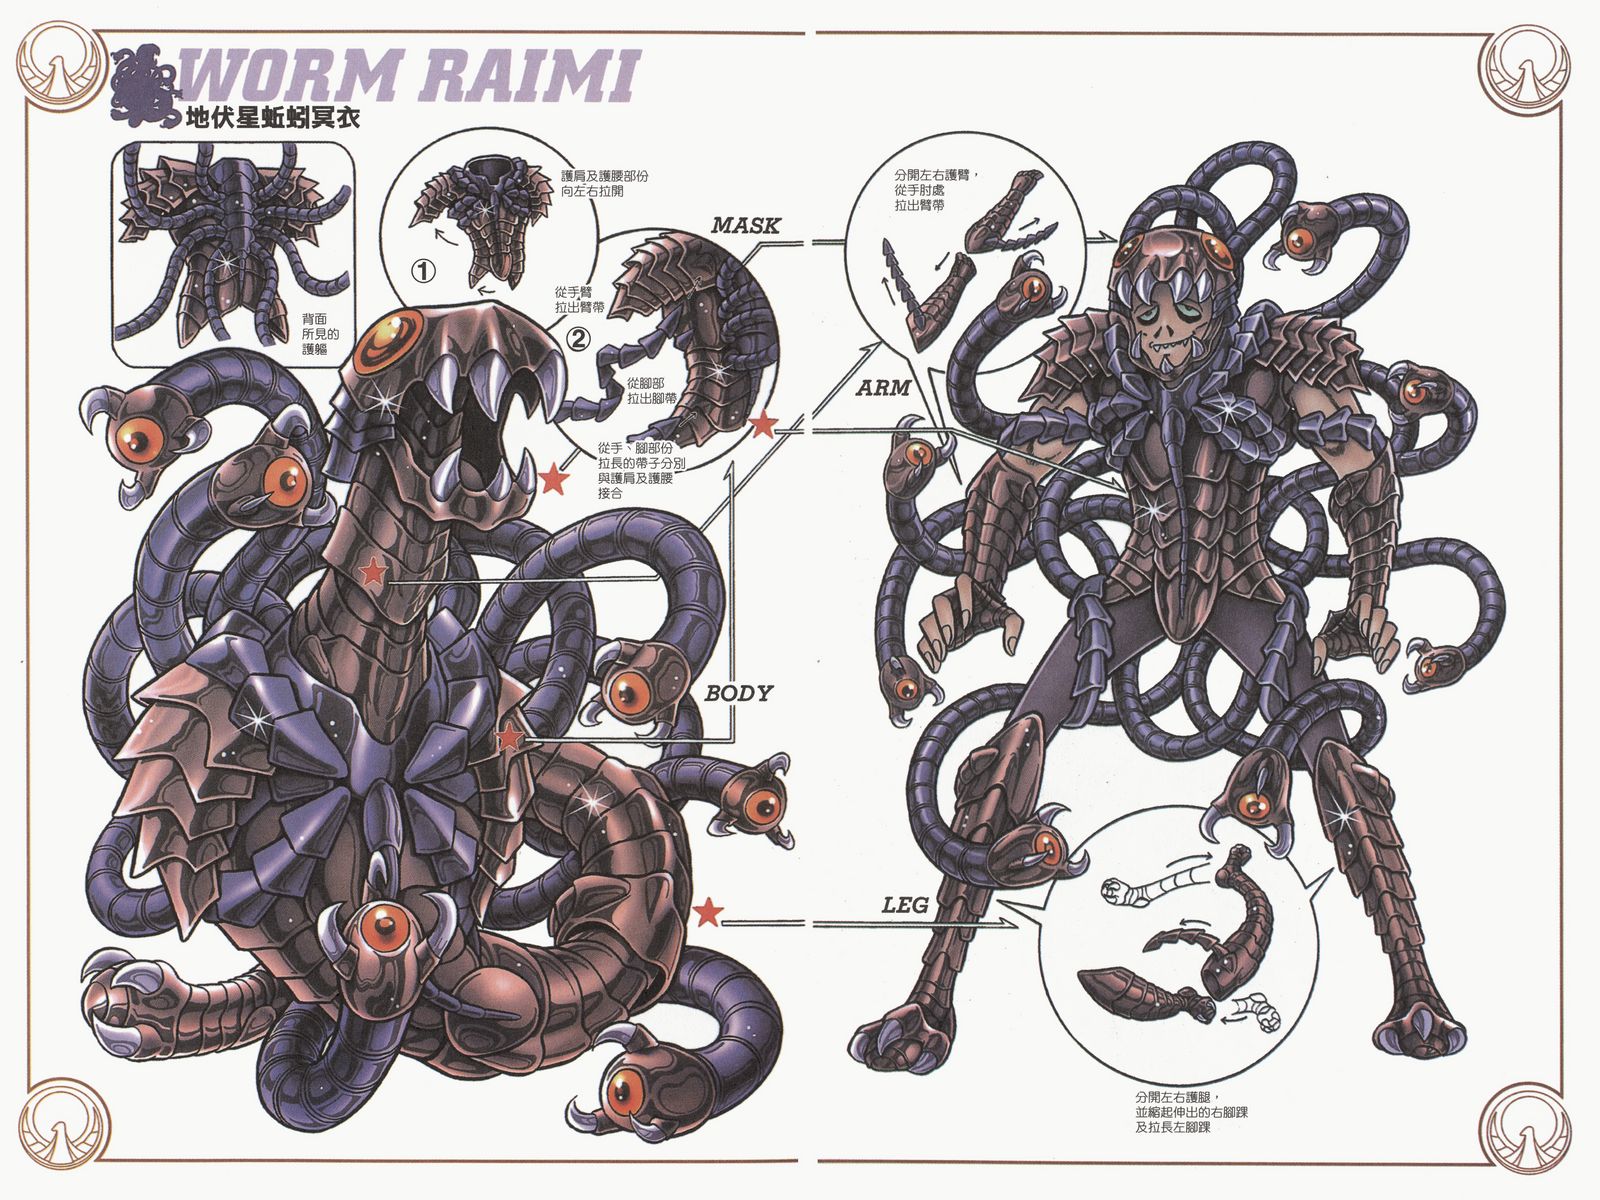 WORM RAIMI
地伏星蚯蚓冥衣
背面
所見的
護軀
①
護肩及護腰部份
向左右拉開
從手臂
拉出臂帶
②
從腳部
拉出腳帶
從手、腳部份
拉長的帶子分別
與護肩及護腰
接合
MASK
ARM
BODY
LEG
分開左右護臂，
從手肘處
拉出臂帶
分開左右護腿，
並縮起伸出的右腳踝
及拉長左腳踝